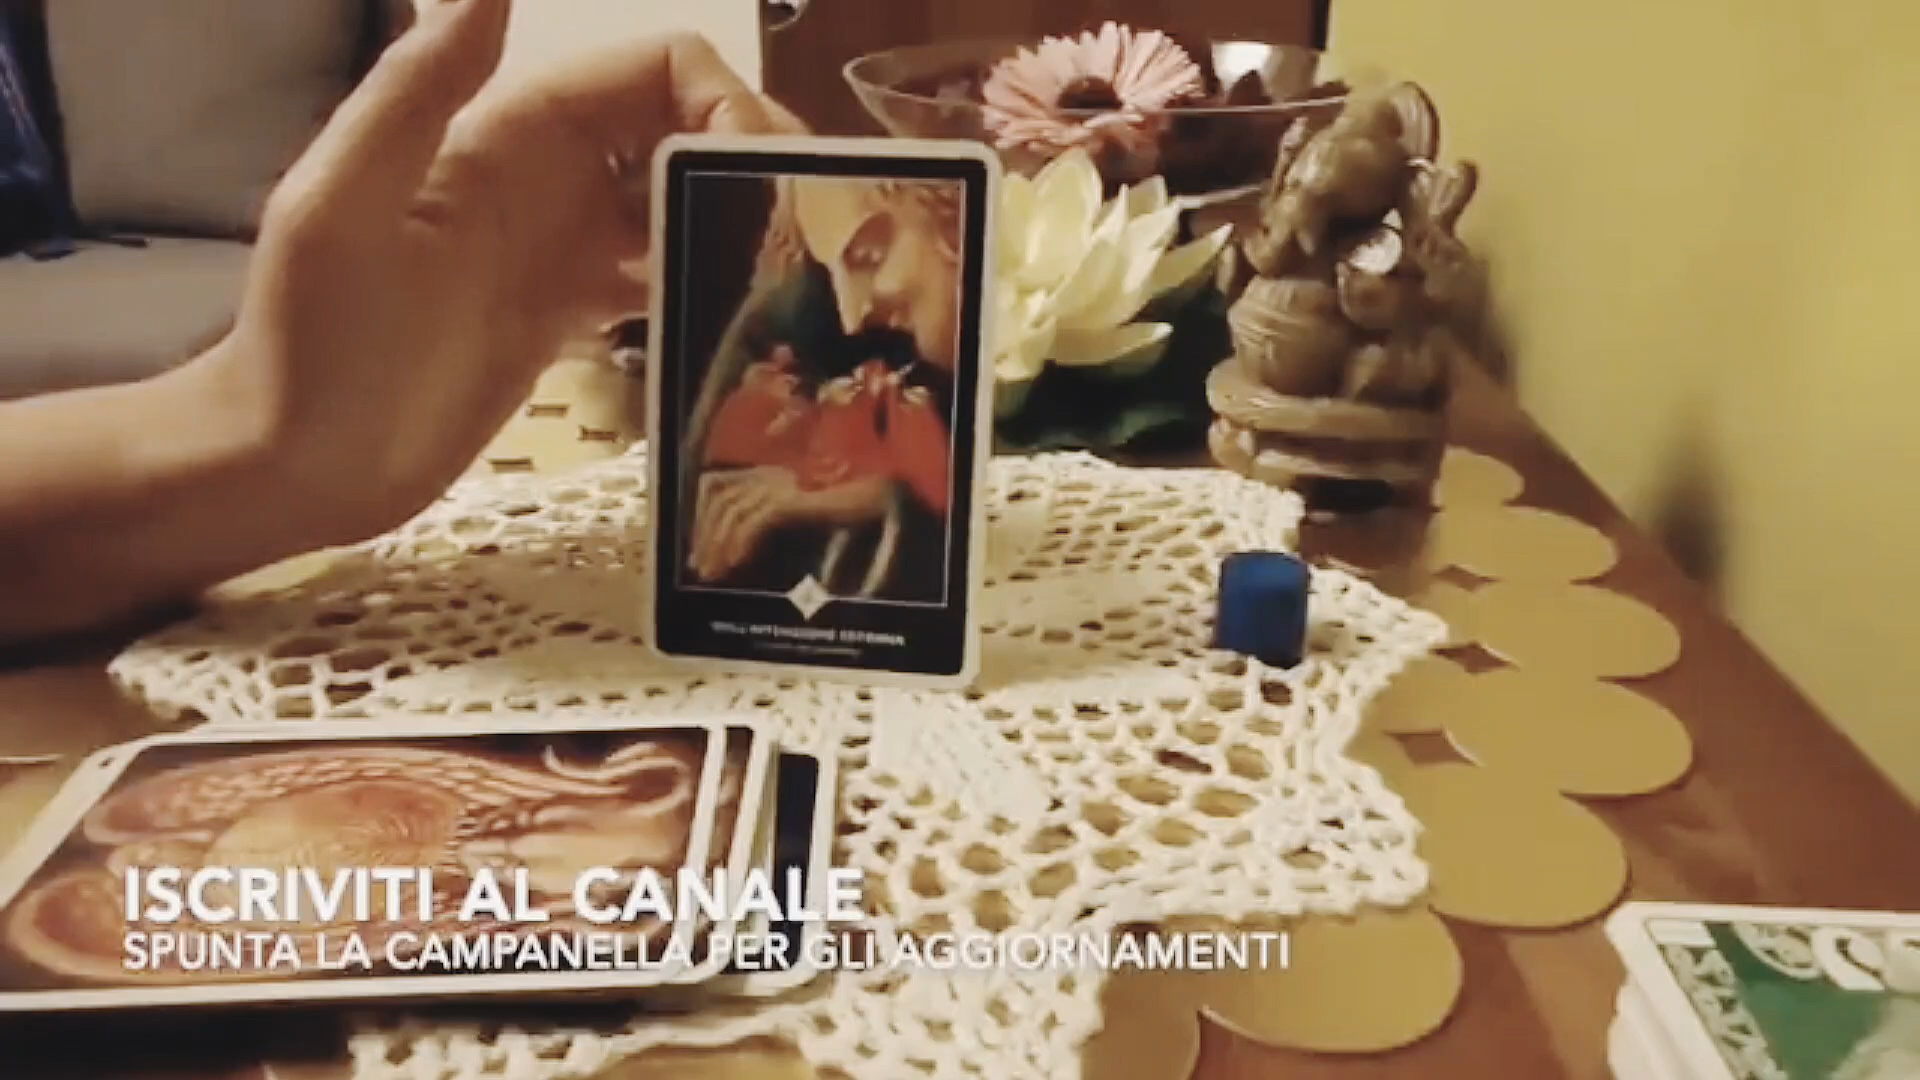 ISCRIVITI AL CANALE
SPUNTA LA CAMPANELLA PER GLI AGGIORNAMENTI